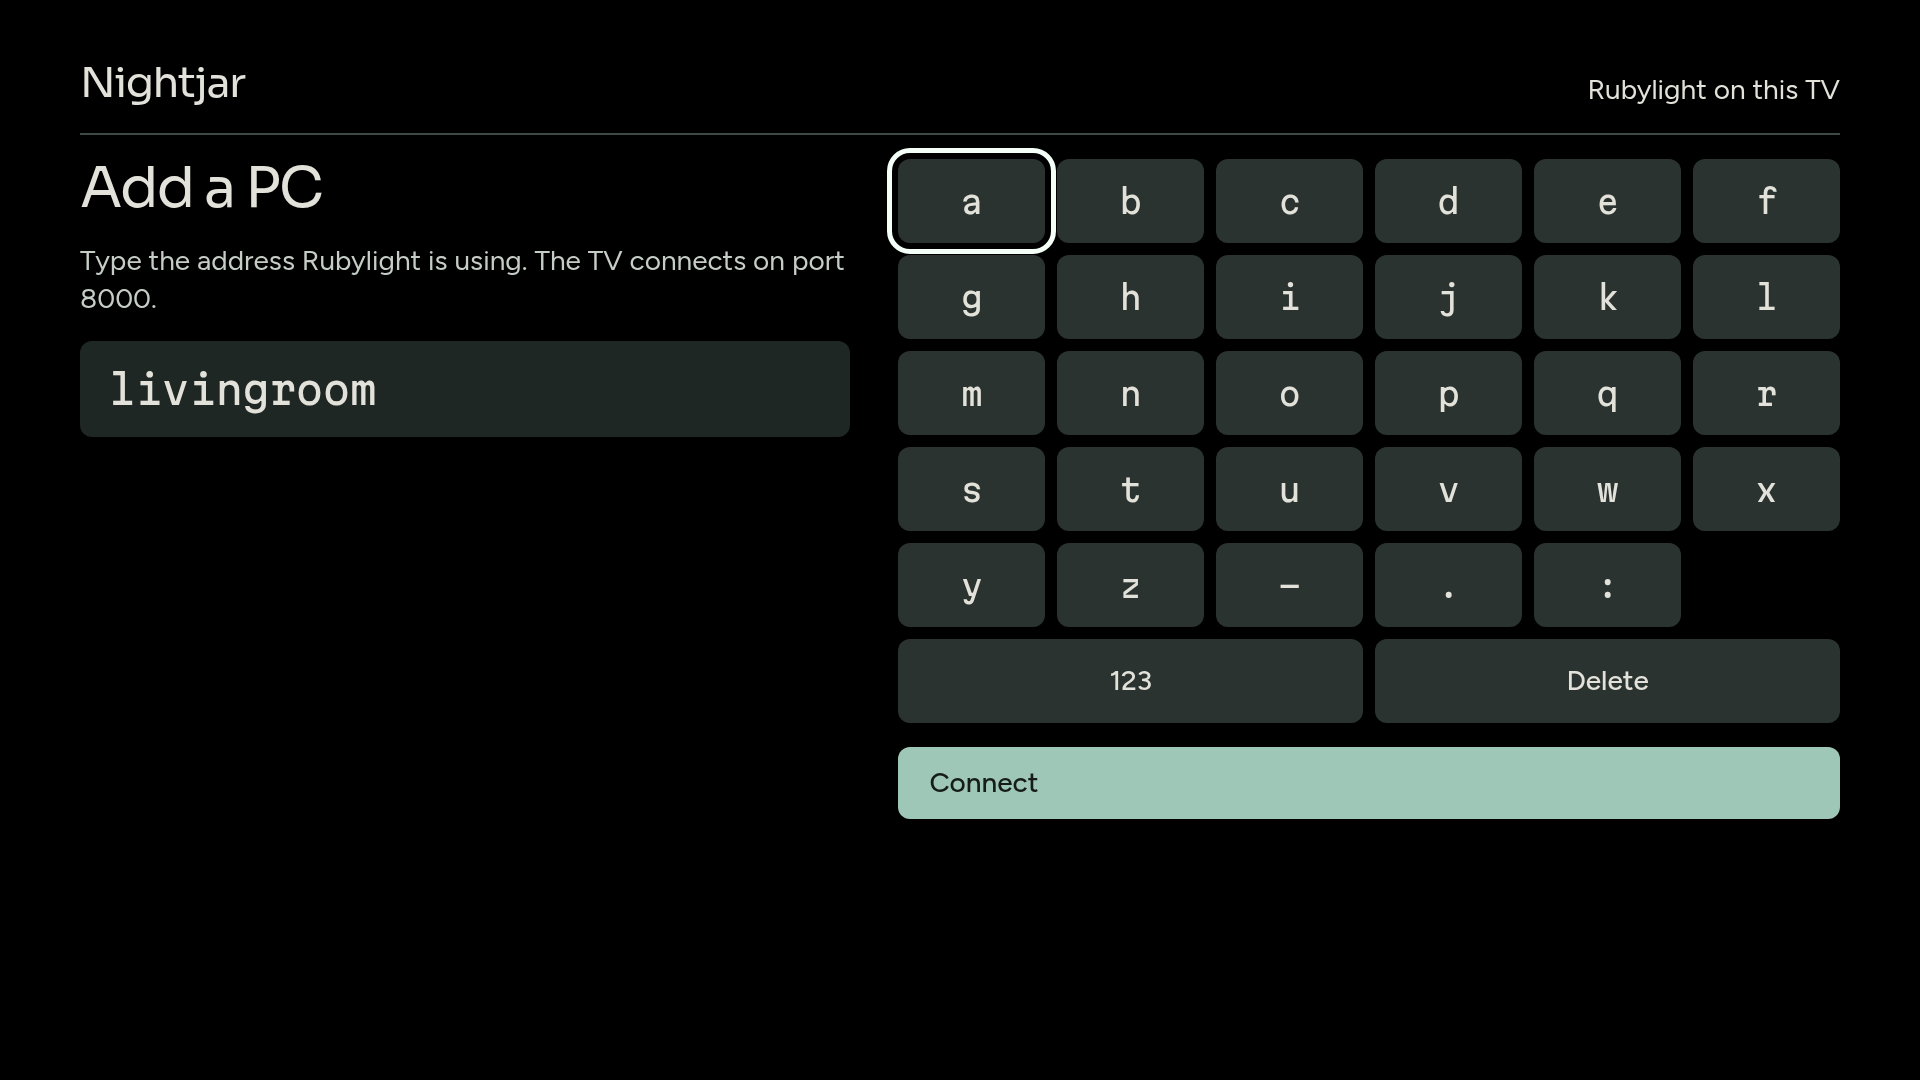 Nightjar
Rubylight on this TV
Add a PC
Type the address Rubylight is using. The TV connects on port
8000.
livingroom
a b c d e f
g h i j k l
m n o p q r
s t u v w x
y z - . :
123 Delete
Connect